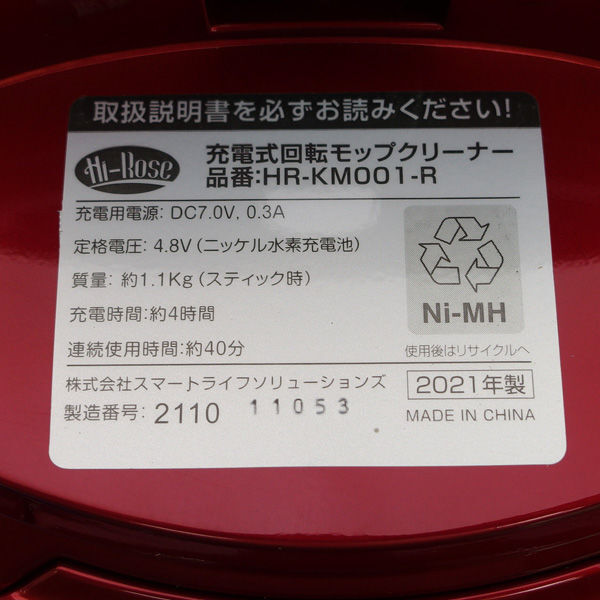 取扱説明書を必ずお読みください!
Hi-Rose
充電式回転モップクリーナー
品番:HR-KM001-R
充電用電源: DC7.0V, 0.3A
定格電圧: 4.8V (ニッケル水素充電池)
質量: 約1.1Kg (スティック時)
充電時間:約4時間
連続使用時間:約40分
Ni-MH
使用後はリサイクルへ
株式会社スマートライフソリューションズ
2021年製
製造番号: 2110 11053
MADE IN CHINA